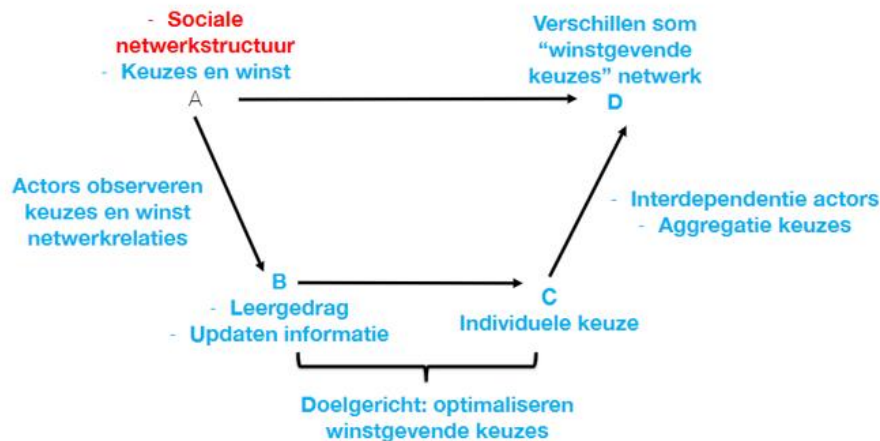 - Sociale
netwerkstructuur
- Keuzes en winst
A
Verschillen som
“winstgevende
keuzes” netwerk
D
Actors observeren
keuzes en winst
netwerkrelaties
- Interdependentie actors
- Aggregatie keuzes
B
- Leergedrag
- Updaten informatie
C
Individuele keuze
Doelgericht: optimaliseren
winstgevende keuzes